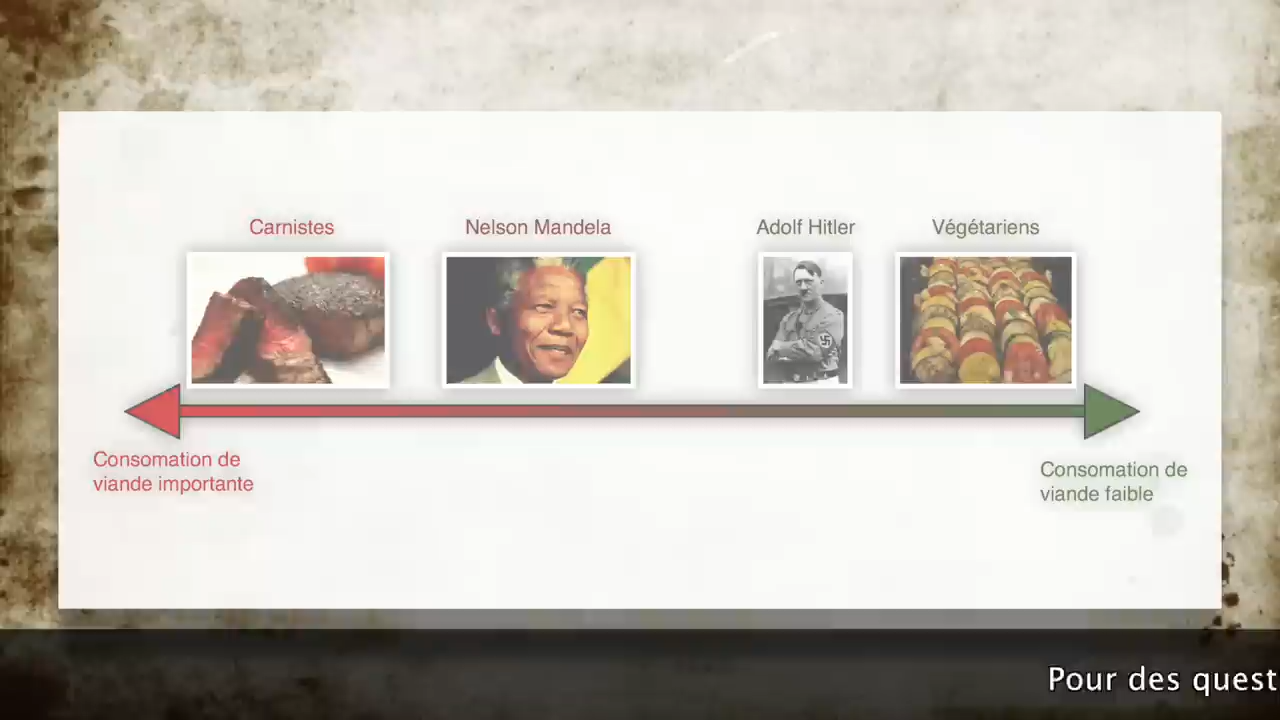 Carnistes
Nelson Mandela
Adolf Hitler
Végétariens
Consomation de
viande importante
Consomation de
viande faible
Pour des quest